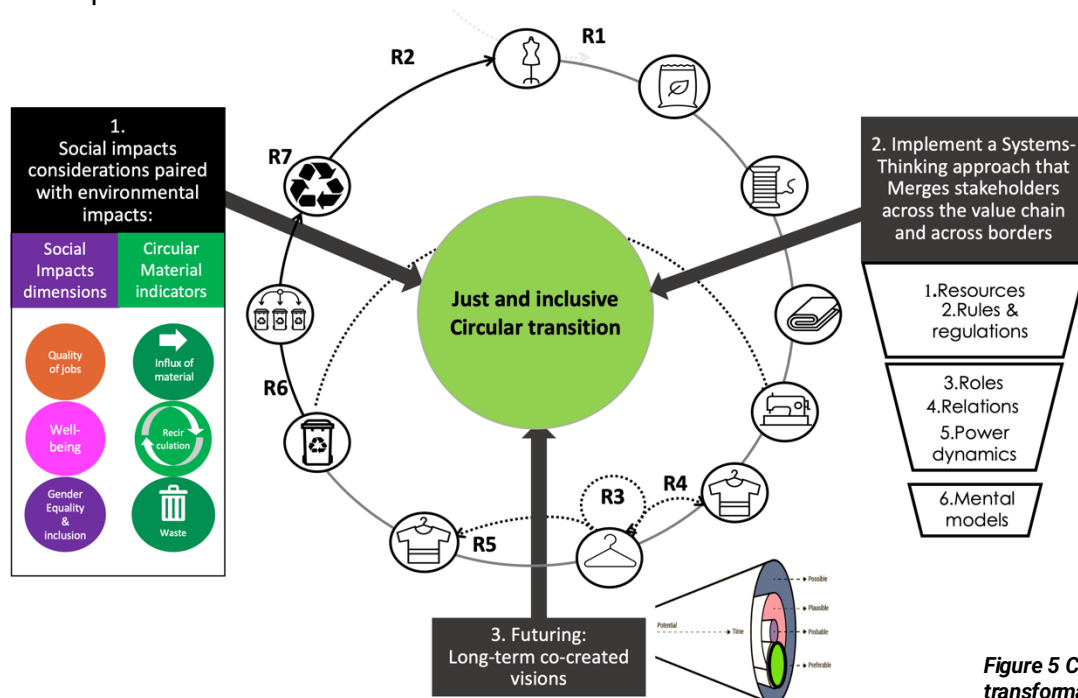 R1
R2
R7
R6
R5
R3
R4
1.
Social impacts
considerations paired
with environmental
impacts:
Social
Impacts
dimensions
Circular
Material
indicators
Quality
of jobs
Influx of
material
Well-
being
Recir
culation
Gender
Equality
&
inclusion
Waste
Just and inclusive
Circular transition
2. Implement a Systems-
Thinking approach that
Merges stakeholders
across the value chain
and across borders
1.Resources
2.Rules &
regulations
3.Roles
4.Relations
5.Power
dynamics
6.Mental
models
3. Futuring:
Long-term co-created
visions
Potential
Time
Possible
Plausible
Probable
Preferable
Figure 5 C
transforma